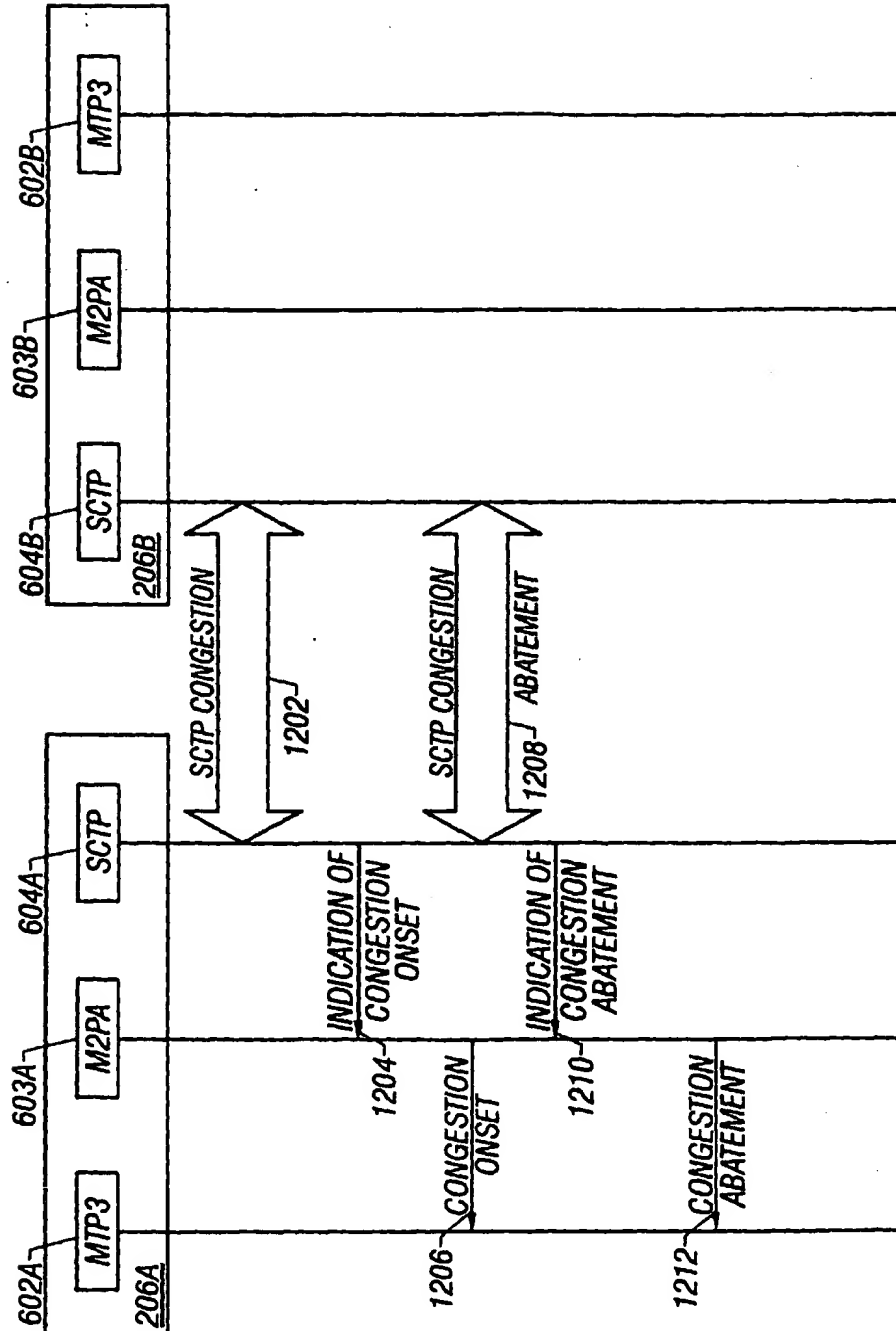 602A
MTP3
603A
M2PA
604A
SCTP
206A
604B
SCTP
603B
M2PA
602B
MTP3
206B
SCTP CONGESTION
1202
INDICATION OF
CONGESTION
ONSET
1204
CONGESTION
ONSET
1206
SCTP CONGESTION
ABATEMENT
1208
INDICATION OF
CONGESTION
ABATEMENT
1210
CONGESTION
ABATEMENT
1212